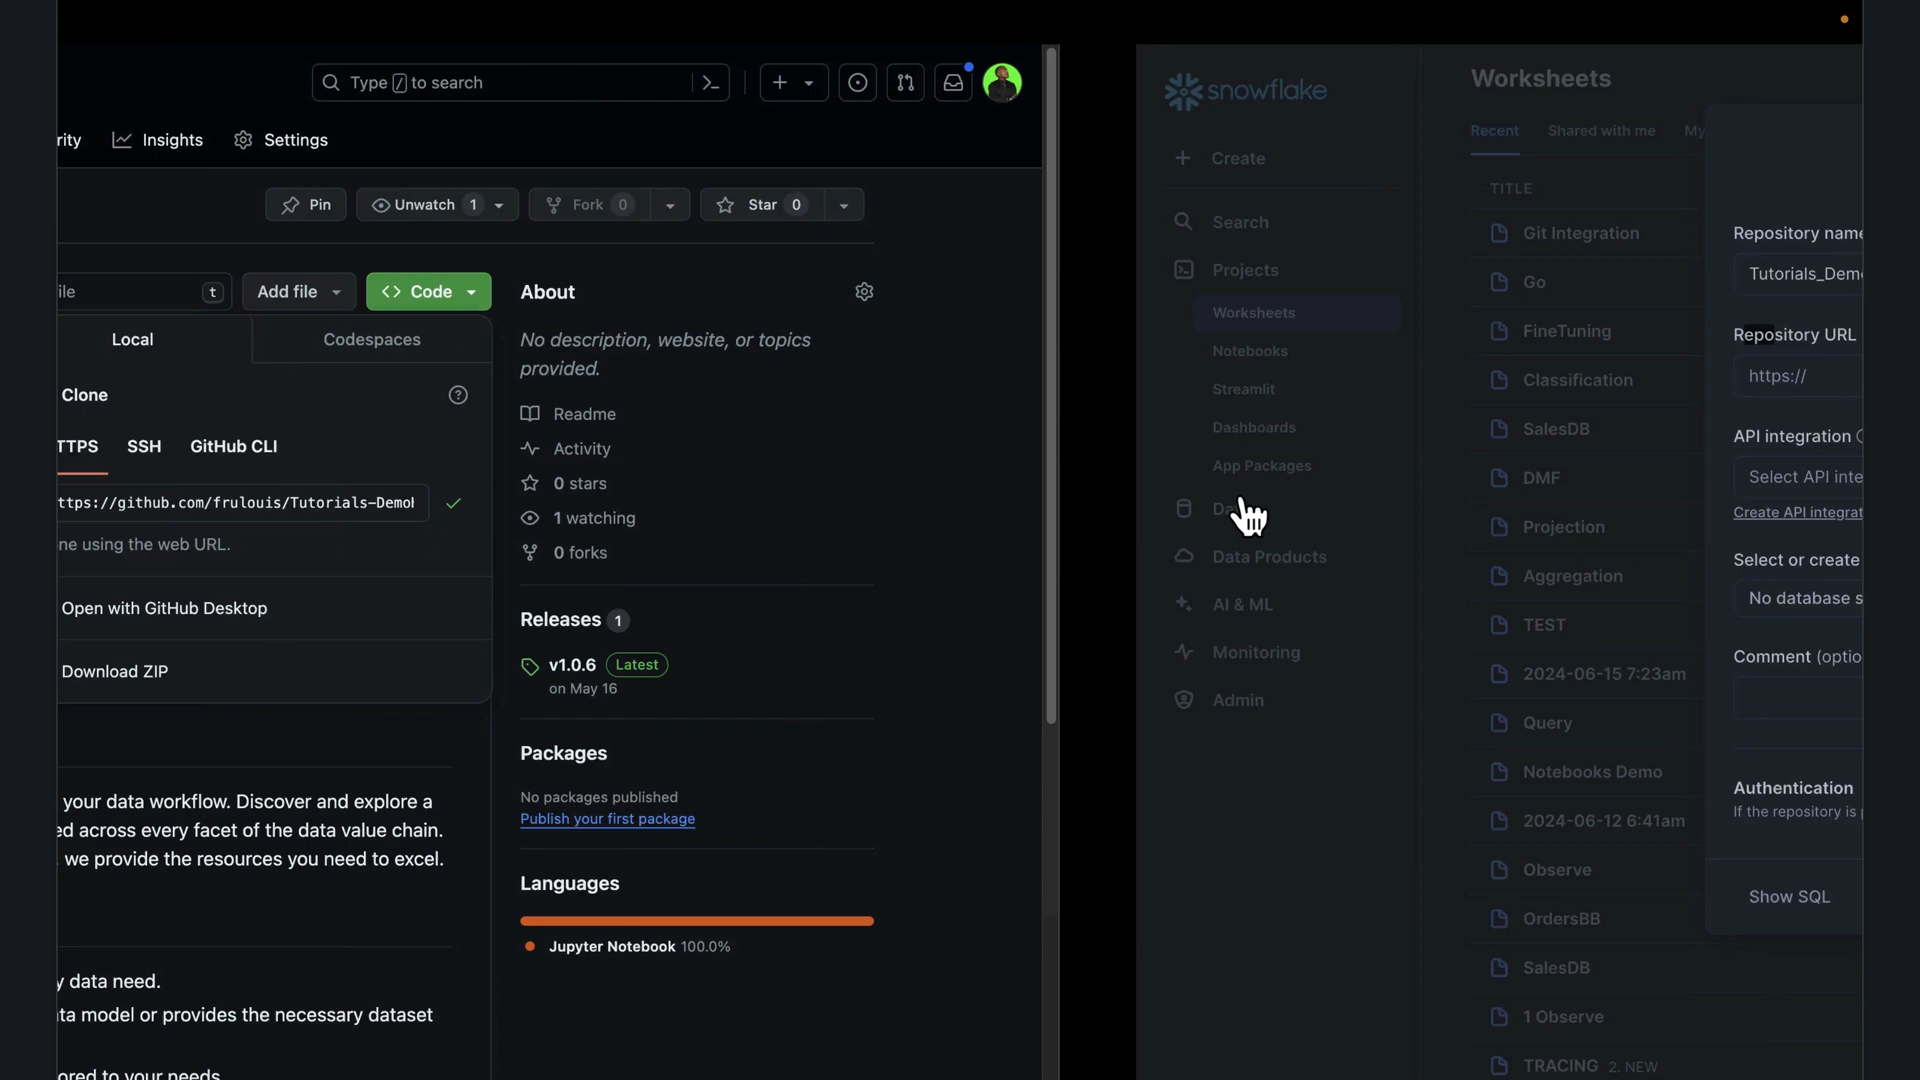 Type / to search
rity
Insights
Settings
Pin
Unwatch 1
Fork 0
Star 0
ile
t
Add file
<> Code
Local
Codespaces
Clone
TTPS
SSH
GitHub CLI
ttps://github.com/frulouis/Tutorials-Demo
ne using the web URL.
Open with GitHub Desktop
Download ZIP
your data workflow. Discover and explore a
ed across every facet of the data value chain.
we provide the resources you need to excel.
y data need.
ta model or provides the necessary dataset
ored to your needs
About
No description, website, or topics
provided.
Readme
Activity
0 stars
1 watching
0 forks
Releases 1
v1.0.6 Latest
on May 16
Packages
No packages published
Publish your first package
Languages
Jupyter Notebook 100.0%
snowflake
Create
Search
Projects
Worksheets
Notebooks
Streamlit
Dashboards
App Packages
Da
Data Products
AI & ML
Monitoring
Admin
Worksheets
Recent
Shared with me
My
TITLE
Git Integration
Go
FineTuning
Classification
SalesDB
DMF
Projection
Aggregation
TEST
2024-06-15 7:23am
Query
Notebooks Demo
2024-06-12 6:41am
Observe
OrdersBB
SalesDB
1 Observe
TRACING 2. NEW
Repository name
Tutorials_Demo
Repository URL
https://
API integration
Select API inte
Create API integrat
Select or create
No database s
Comment (optio
Authentication
If the repository is p
Show SQL